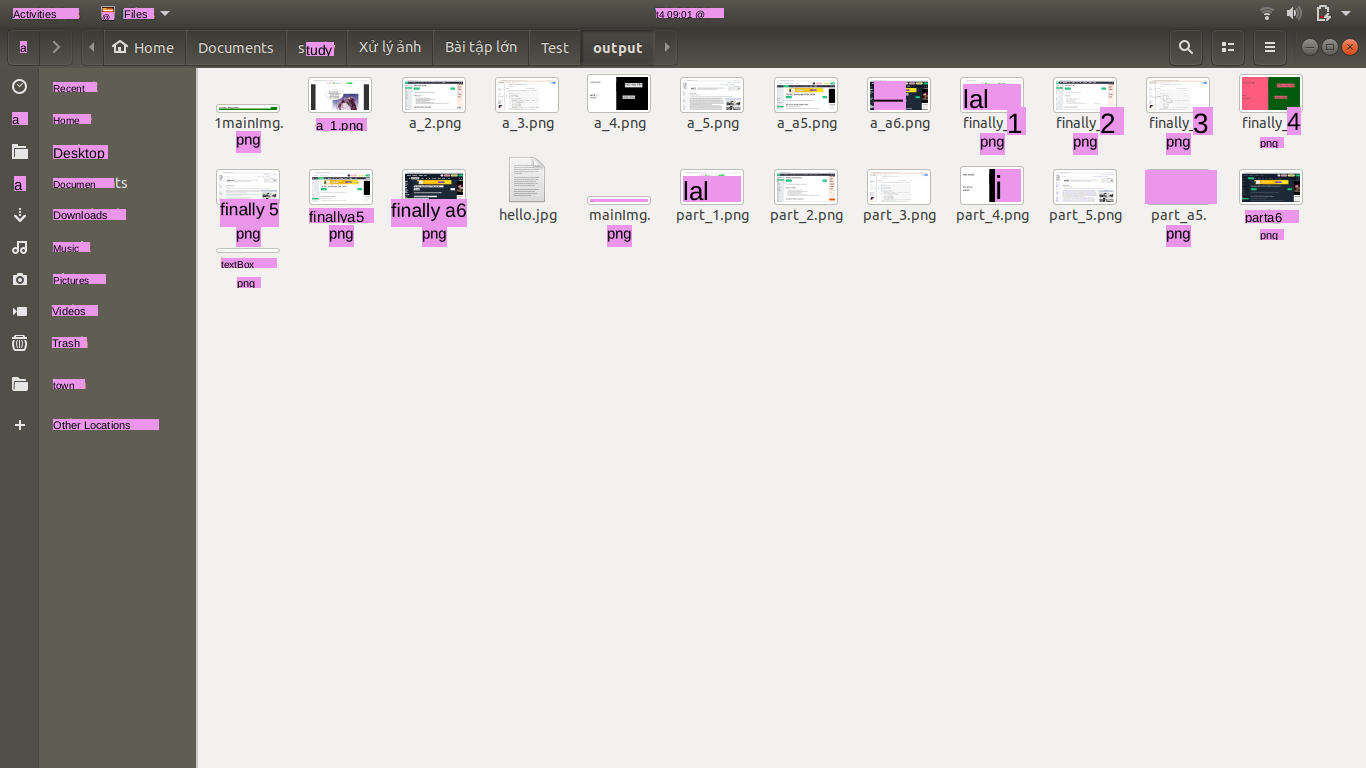 Activities Files t4 09:01 @
a Home Documents study Xử lý ảnh Bài tập lớn Test output
Recent
a Home
Desktop
a Documents
Downloads
Music
Pictures
Videos
Trash
town
Other Locations
lal
1mainImg. a_1.png a_2.png a_3.png a_4.png a_5.png a_a5.png a_a6.png finally_1 finally_2 finally_3 finally_4
png png png png png
lal i
finally 5 finallya5 finally a6 hello.jpg mainImg. part_1.png part_2.png part_3.png part_4.png part_5.png part_a5. parta6
png png png png png png
textBox
png